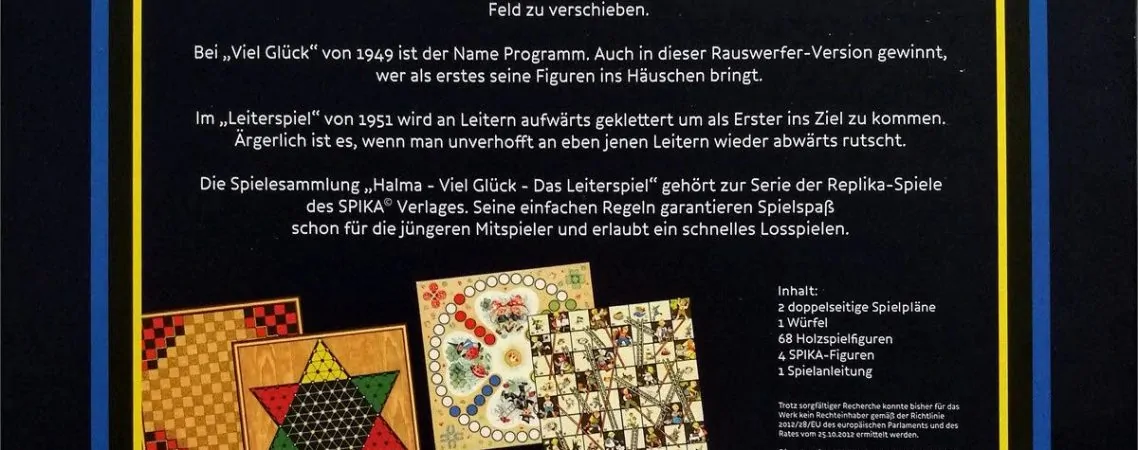 Feld zu verschieben.
Bei „Viel Glück“ von 1949 ist der Name Programm. Auch in dieser Rauswerfer-Version gewinnt,
wer als erstes seine Figuren ins Häuschen bringt.
Im „Leiterspiel“ von 1951 wird an Leitern aufwärts geklettert um als Erster ins Ziel zu kommen.
Ärgerlich ist es, wenn man unverhofft an eben jenen Leitern wieder abwärts rutscht.
Die Spielesammlung „Halma - Viel Glück - Das Leiterspiel“ gehört zur Serie der Replika-Spiele
des SPIKA© Verlages. Seine einfachen Regeln garantieren Spielspaß
schon für die jüngeren Mitspieler und erlaubt ein schnelles Losspielen.
Inhalt:
2 doppelseitige Spielpläne
1 Würfel
68 Holzspielfiguren
4 SPIKA-Figuren
1 Spielanleitung
Trotz sorgfältiger Recherche konnte bisher für das
Werk kein Rechteinhaber gemäß der Richtlinie
2012/28/EU des europäischen Parlaments und des
Rates vom 25.10.2012 ermittelt werden.